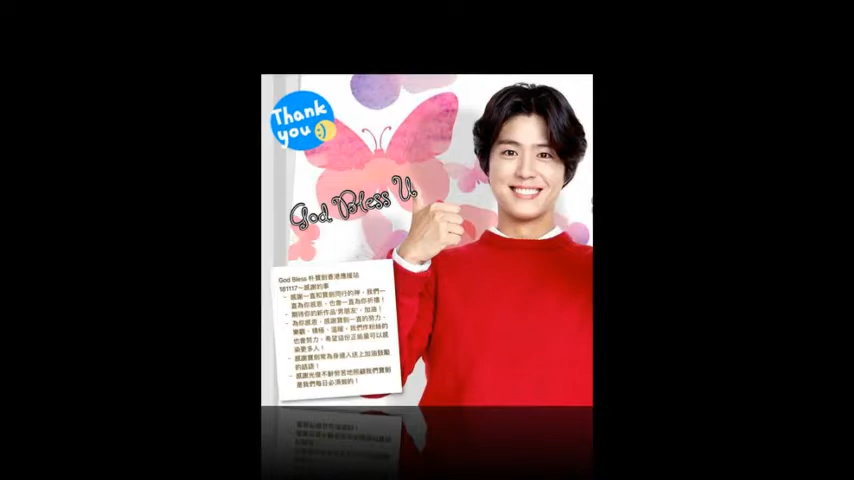 Thank
you
God Bless U
God Bless 朴寶劍香港應援站
181117~感謝的事
- 感謝一直和寶劍同行的神，我們一
直為你感恩，也會一直為你祈禱！
- 期待你的新作品‘男朋友’，加油！
- 為你感恩，感謝寶劍一直的努力、
樂觀、積極、溫暖，我們作粉絲的
也會努力，希望這份正能量可以感
染更多人！
- 感謝寶劍常為身邊人送上加油鼓勵
的話語！
- 感謝光俊不辭勞苦地照顧我們寶劍
是我們每日必須做的！